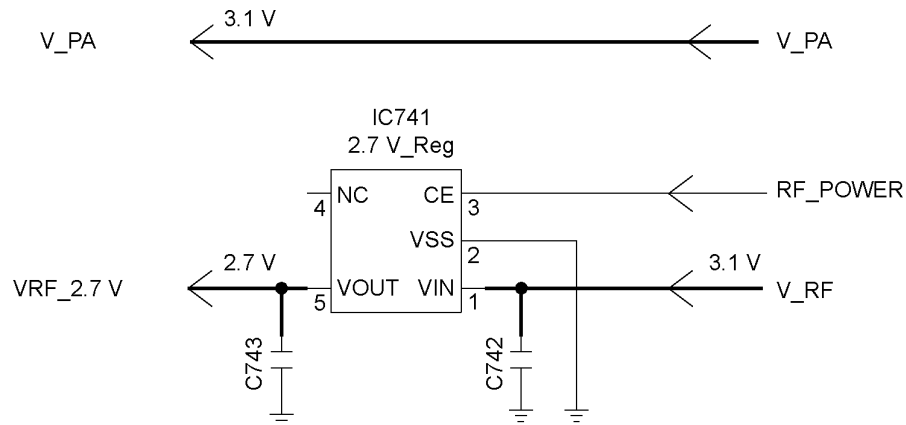 3.1 V
V_PA
V_PA
IC741
2.7 V_Reg
NC
CE
4
3
RF_POWER
VSS
2
2.7 V
3.1 V
VRF_2.7 V
VOUT
VIN
V_RF
5
1
C743
C742